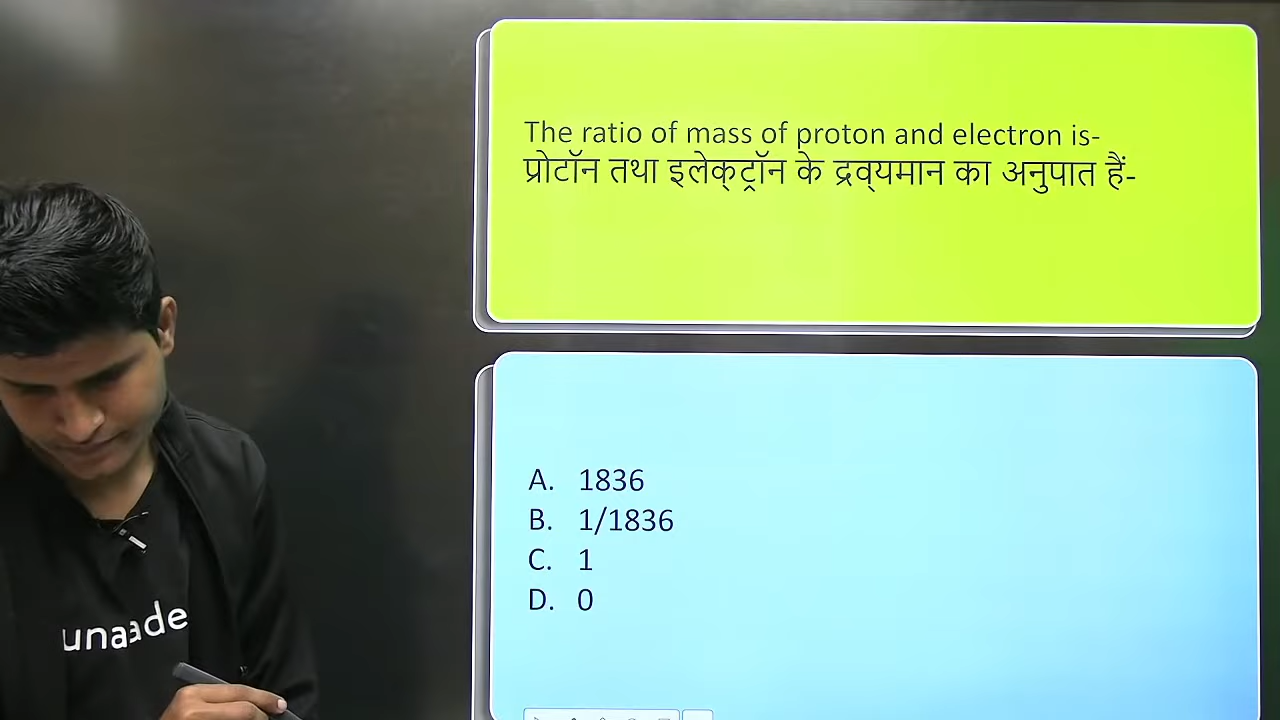 The ratio of mass of proton and electron is-
प्रोटॉन तथा इलेक्ट्रॉन के द्रव्यमान का अनुपात हैं-
A. 1836
B. 1/1836
C. 1
D. 0